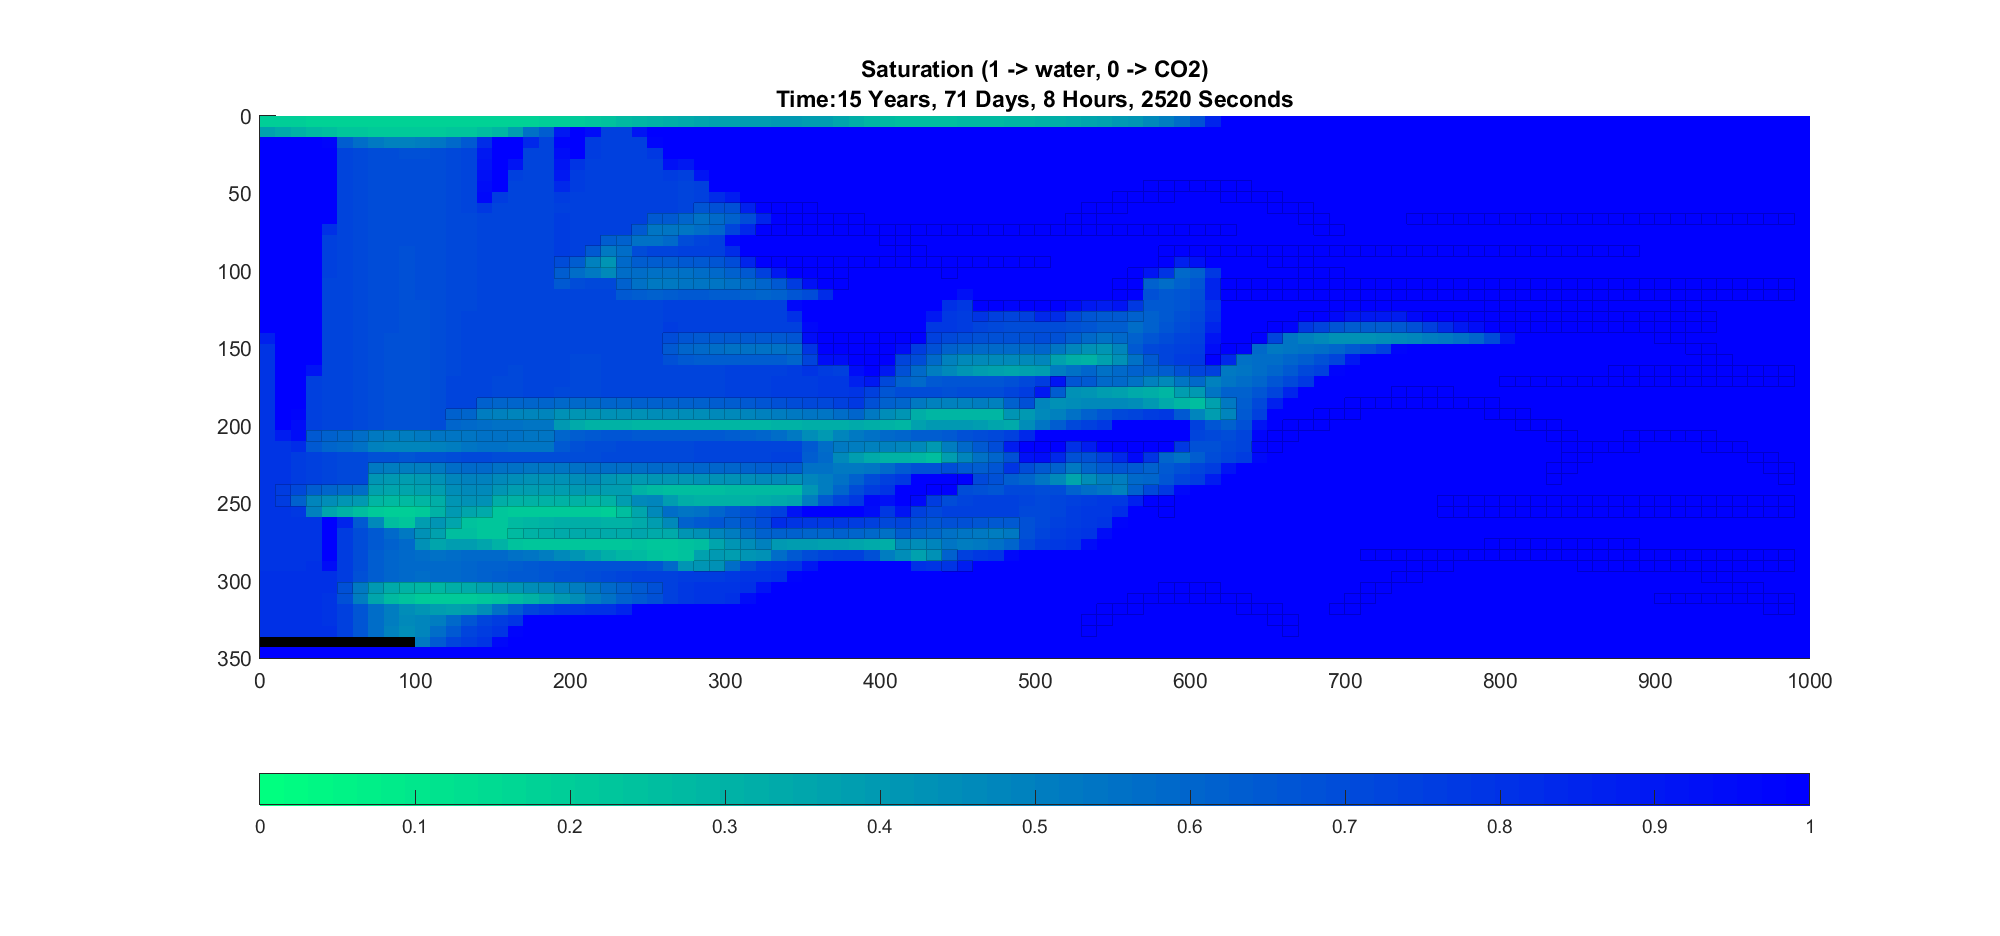 Saturation (1 -> water, 0 -> CO2)
Time:15 Years, 71 Days, 8 Hours, 2520 Seconds
0
50
100
150
200
250
300
350
0 100 200 300 400 500 600 700 800 900 1000
0 0.1 0.2 0.3 0.4 0.5 0.6 0.7 0.8 0.9 1